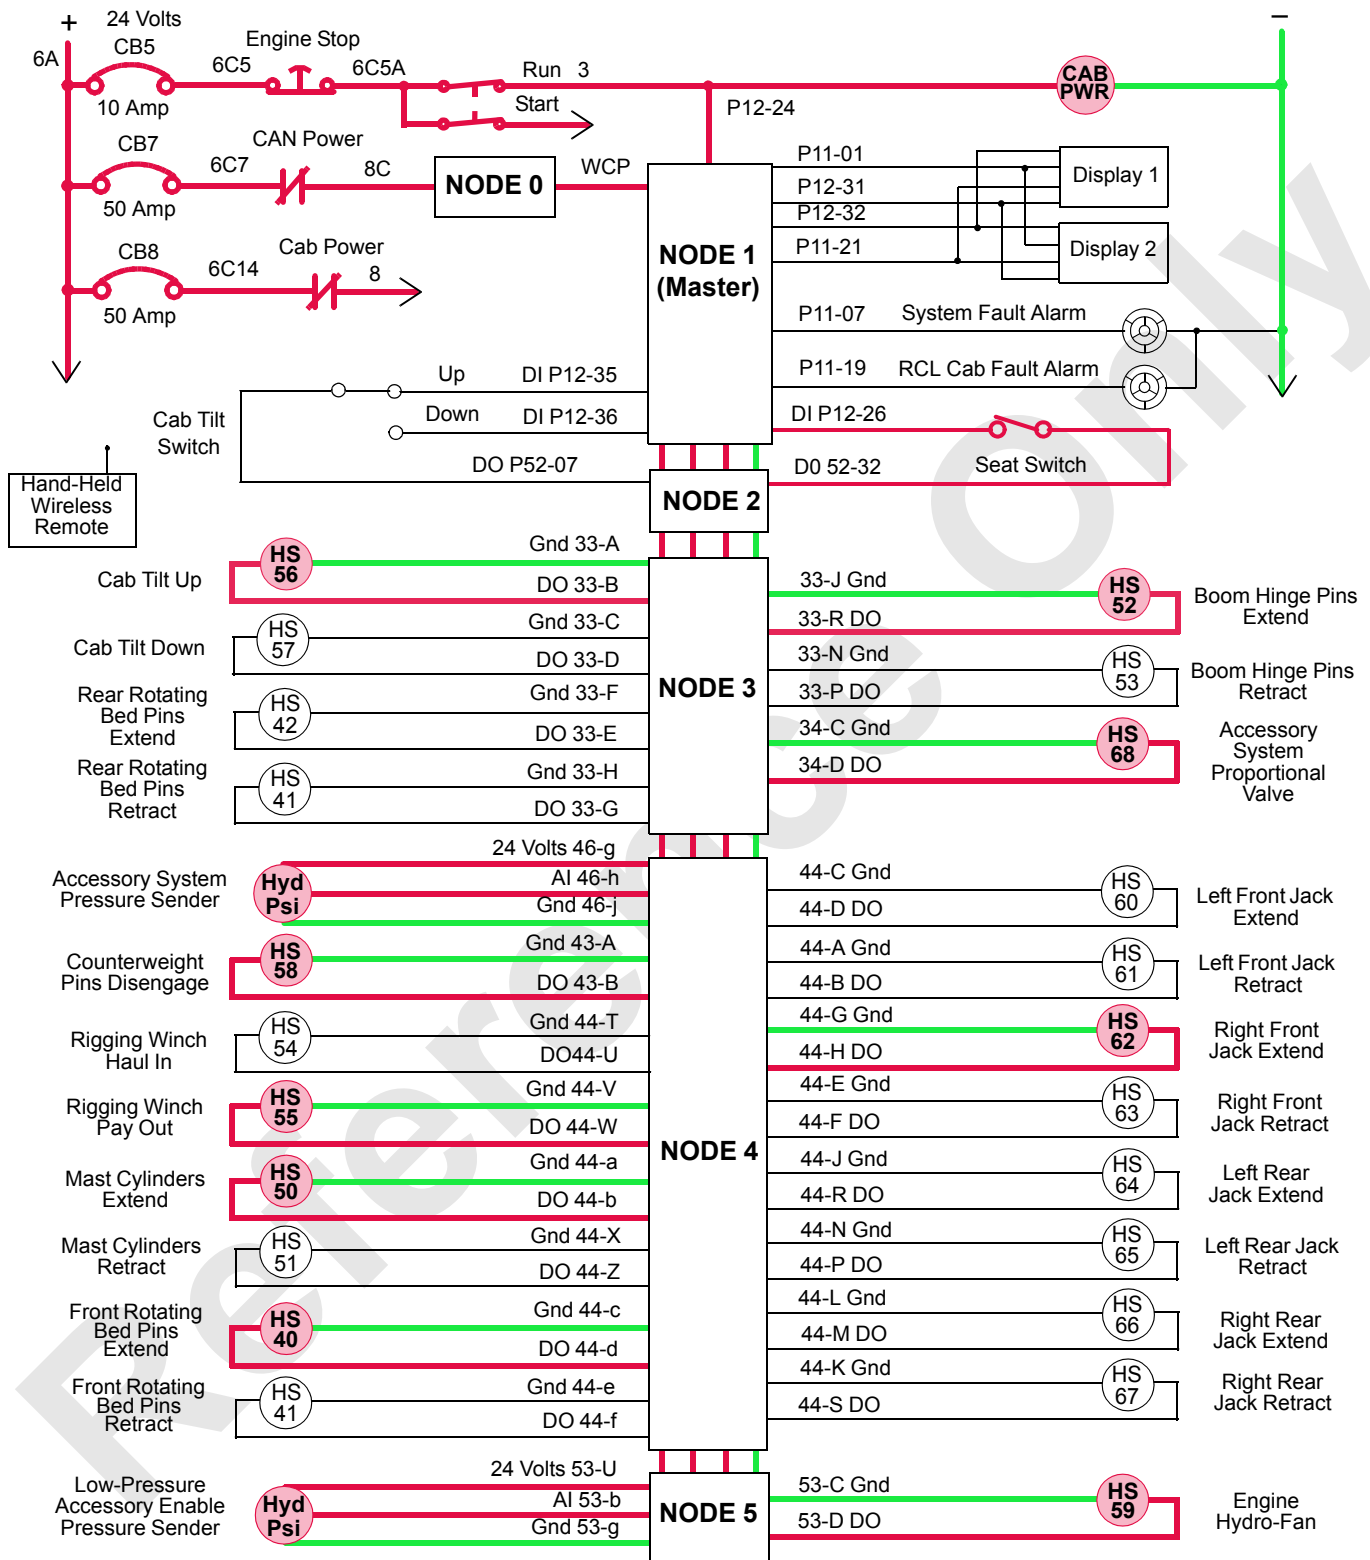 +
24 Volts
−
6A
CB5
10 Amp
6C5
Engine Stop
6C5A
Run 3
Start
P12-24
CAB
PWR
CB7
50 Amp
6C7
CAN Power
8C
NODE 0
WCP
CB8
50 Amp
6C14
Cab Power
8
NODE 1
(Master)
P11-01
P12-31
P12-32
P11-21
Display 1
Display 2
P11-07
System Fault Alarm
P11-19
RCL Cab Fault Alarm
DI P12-26
Seat Switch
D0 52-32
Cab Tilt
Switch
Up
DI P12-35
Down
DI P12-36
DO P52-07
Hand-Held
Wireless
Remote
NODE 2
Cab Tilt Up
HS
56
Gnd 33-A
DO 33-B
Cab Tilt Down
HS
57
Gnd 33-C
DO 33-D
Rear Rotating
Bed Pins
Extend
HS
42
Gnd 33-F
DO 33-E
Rear Rotating
Bed Pins
Retract
HS
41
Gnd 33-H
DO 33-G
NODE 3
33-J Gnd
33-R DO
HS
52
Boom Hinge Pins
Extend
33-N Gnd
33-P DO
HS
53
Boom Hinge Pins
Retract
34-C Gnd
34-D DO
HS
68
Accessory
System
Proportional
Valve
Accessory System
Pressure Sender
Hyd
Psi
24 Volts 46-g
AI 46-h
Gnd 46-j
Counterweight
Pins Disengage
HS
58
Gnd 43-A
DO 43-B
Rigging Winch
Haul In
HS
54
Gnd 44-T
DO44-U
Rigging Winch
Pay Out
HS
55
Gnd 44-V
DO 44-W
Mast Cylinders
Extend
HS
50
Gnd 44-a
DO 44-b
Mast Cylinders
Retract
HS
51
Gnd 44-X
DO 44-Z
Front Rotating
Bed Pins
Extend
HS
40
Gnd 44-c
DO 44-d
Front Rotating
Bed Pins
Retract
HS
41
Gnd 44-e
DO 44-f
NODE 4
44-C Gnd
44-D DO
HS
60
Left Front Jack
Extend
44-A Gnd
44-B DO
HS
61
Left Front Jack
Retract
44-G Gnd
44-H DO
HS
62
Right Front
Jack Extend
44-E Gnd
44-F DO
HS
63
Right Front
Jack Retract
44-J Gnd
44-R DO
HS
64
Left Rear
Jack Extend
44-N Gnd
44-P DO
HS
65
Left Rear Jack
Retract
44-L Gnd
44-M DO
HS
66
Right Rear
Jack Extend
44-K Gnd
44-S DO
HS
67
Right Rear
Jack Retract
Low-Pressure
Accessory Enable
Pressure Sender
Hyd
Psi
24 Volts 53-U
AI 53-b
Gnd 53-g
NODE 5
53-C Gnd
53-D DO
HS
59
Engine
Hydro-Fan
Reference Only